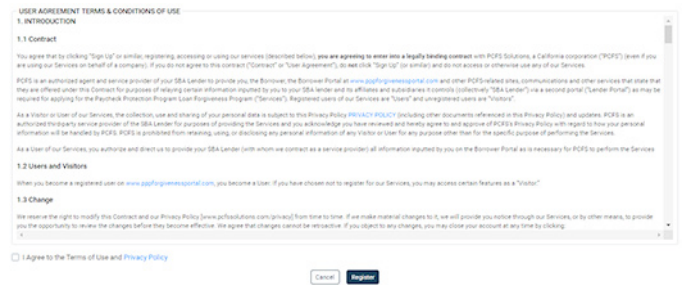 USER AGREEMENT TERMS & CONDITIONS OF USE
1. INTRODUCTION
1.1 Contract
You agree that by clicking "Sign Up" or similar, registering, accessing or using our services (described below), you are agreeing to enter into a legally binding contract with PCFS Solutions, a California corporation ("PCFS") (even if you
are using our Services on behalf of a company). If you do not agree to this contract ("Contract" or "User Agreement"), do not click "Sign Up" (or similar) and do not access or otherwise use any of our Services.
PCFS is an authorized agent and service provider of your SBA Lender to provide you, the Borrower, the Borrower Portal at www.pppforgivenessportal.com and other PCFS-related sites, communications and other services that state that
they are offered under this Contract for purposes of relaying certain information inputted by you to your SBA lender and to affiliates and subsidiaries it controls (collectively "SBA Lender") via a second portal ("Lender Portal") as may be
required for applying for the Paycheck Protection Program Loan Forgiveness Program ("Services"). Registered users of our Services are "Users" and unregistered users are "Visitors".
As a Visitor or User of our Services, the collection, use and sharing of your personal data is subject to this Privacy Policy PRIVACY POLICY (including other documents referenced in this Privacy Policy) and updates. PCFS is an
authorized third-party service provider of the SBA Lender for purposes of providing the Services and you acknowledge you have reviewed and hereby agree to and approve of PCFS's Privacy Policy with regard to how your personal
information will be handled by PCFS. PCFS is prohibited from retaining, using, or disclosing any personal information of any Visitor or User for any purpose other than for the specific purpose of performing the Services.
As a User of our Services, you authorize and direct us to provide your SBA Lender (with whom we contract as a service provider) all information inputted by you on the Borrower Portal as is necessary for PCFS to perform the Services
1.2 Users and Visitors
When you become a registered user on www.pppforgivenessportal.com, you become a User. If you have chosen not to register for our Services, you may access certain features as a "Visitor."
1.3 Change
We reserve the right to modify this Contract and our Privacy Policy [www.pcfssolutions.com/privacy] from time to time. If we make material changes to it, we will provide you notice through our Services, or by other means, to provide
you the opportunity to review the changes before they become effective. We agree that changes cannot be retroactive. If you object to any changes, you may close your account at any time by clicking
I Agree to the Terms of Use and Privacy Policy
Cancel Register